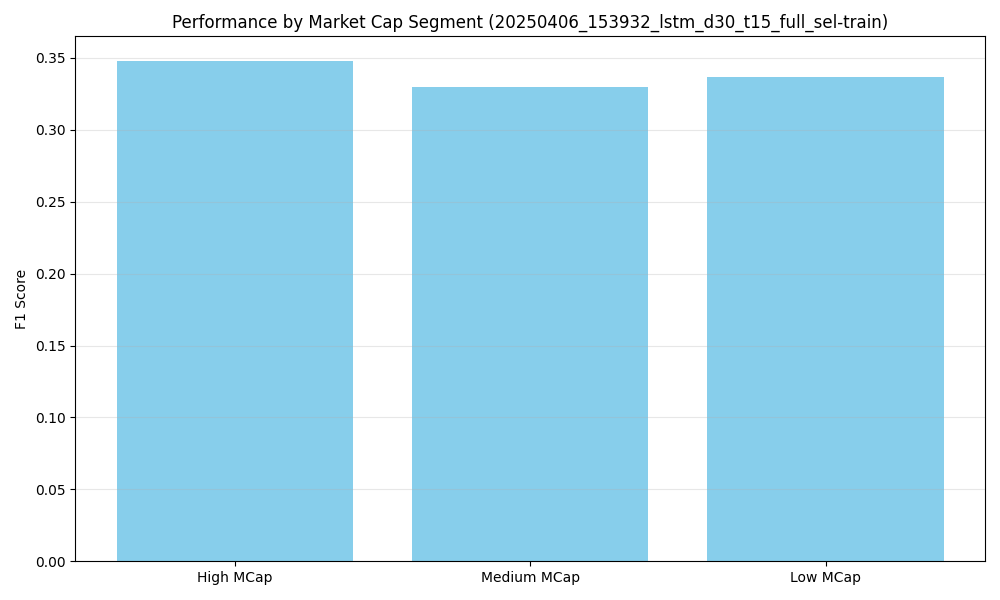 Performance by Market Cap Segment (20250406_153932_lstm_d30_t15_full_sel-train)
F1 Score
0.35
0.30
0.25
0.20
0.15
0.10
0.05
0.00
High MCap
Medium MCap
Low MCap